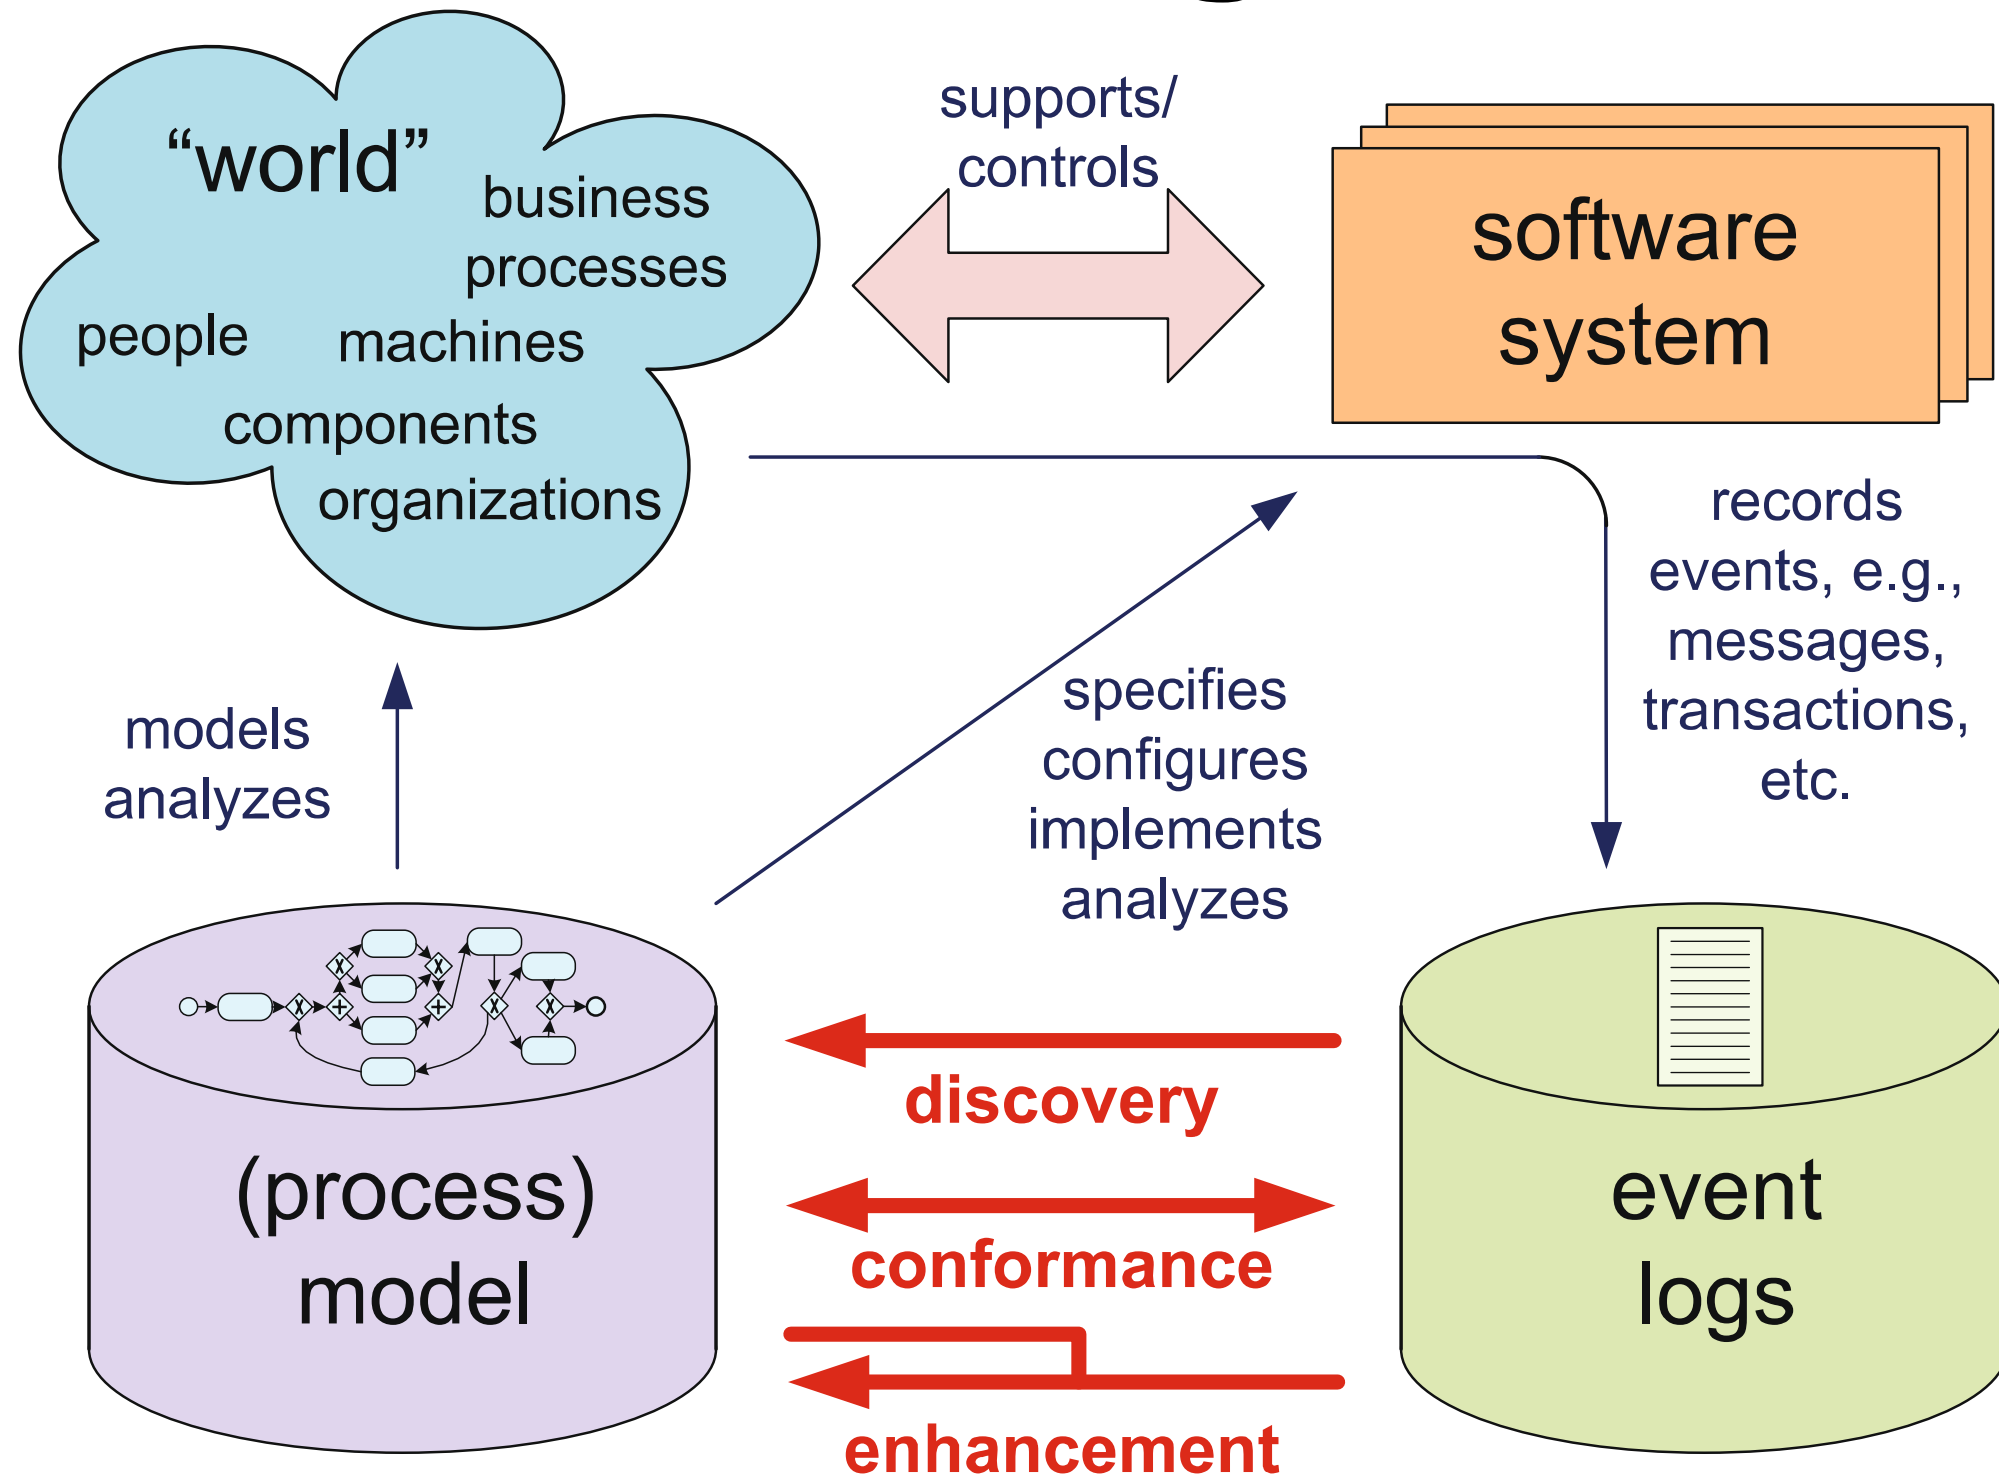 “world”
business
processes
people
machines
components
organizations
supports/
controls
software
system
records
events, e.g.,
messages,
transactions,
etc.
models
analyzes
specifies
configures
implements
analyzes
(process)
model
discovery
conformance
enhancement
event
logs